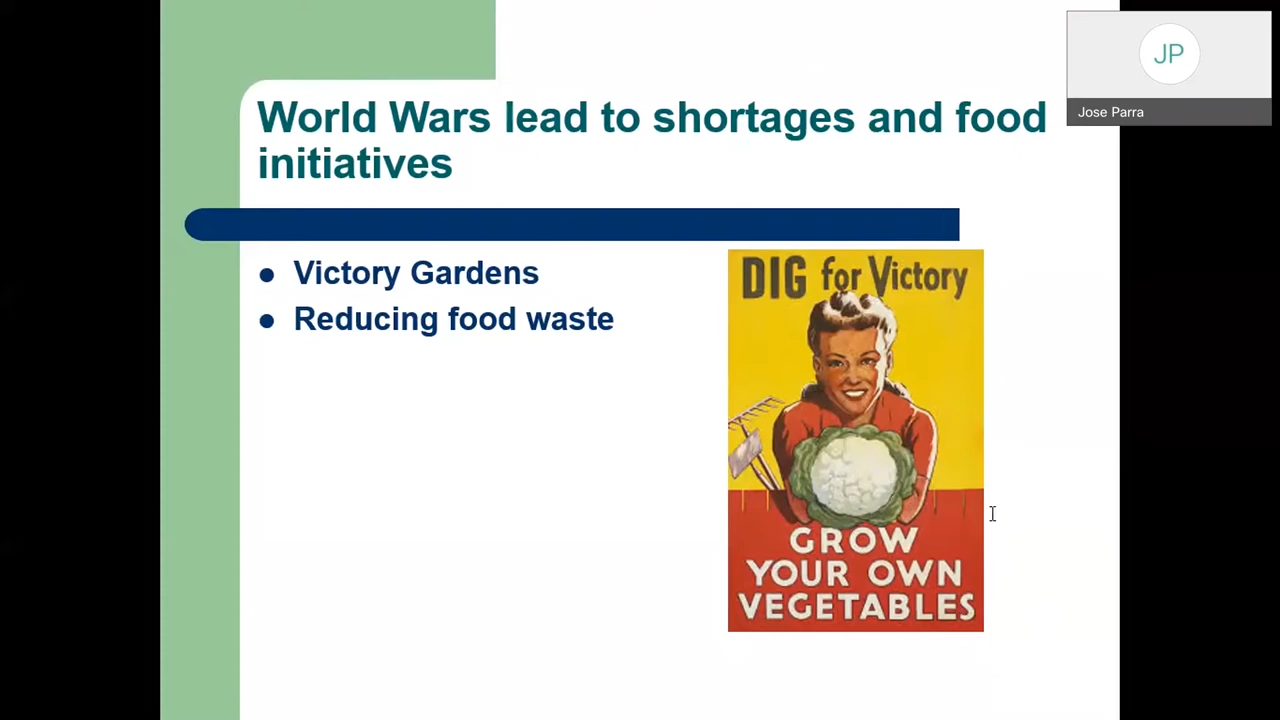 World Wars lead to shortages and food
initiatives
JP
Jose Parra
Victory Gardens
Reducing food waste
DIG for Victory
GROW
YOUR OWN
VEGETABLES